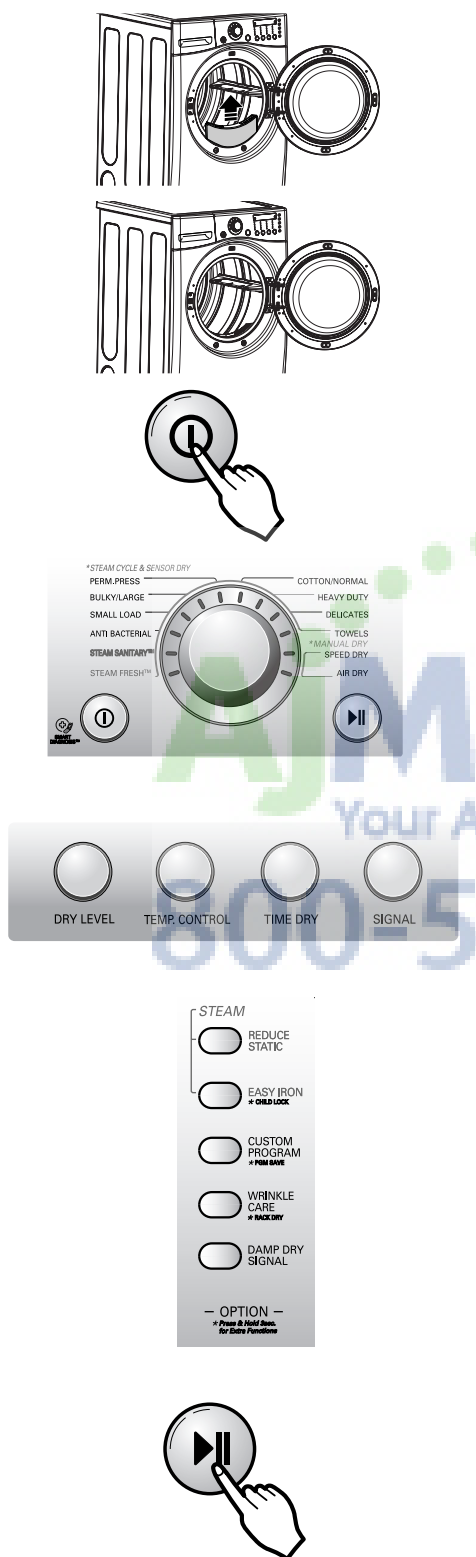 *STEAM CYCLE & SENSOR DRY
PERM.PRESS
BULKY/LARGE
SMALL LOAD
ANTI BACTERIAL
STEAM SANITARY™
STEAM FRESH™
COTTON/NORMAL
HEAVY DUTY
DELICATES
TOWELS
*MANUAL DRY
SPEED DRY
AIR DRY
SMART
DIAGNOSIS™
AjM
Your A
800-5
DRY LEVEL
TEMP. CONTROL
TIME DRY
SIGNAL
STEAM
REDUCE
STATIC
EASY IRON
* CHILD LOCK
CUSTOM
PROGRAM
* PGM SAVE
WRINKLE
CARE
* RACK DRY
DAMP DRY
SIGNAL
— OPTION —
* Press & Hold 3sec.
for Extra Functions